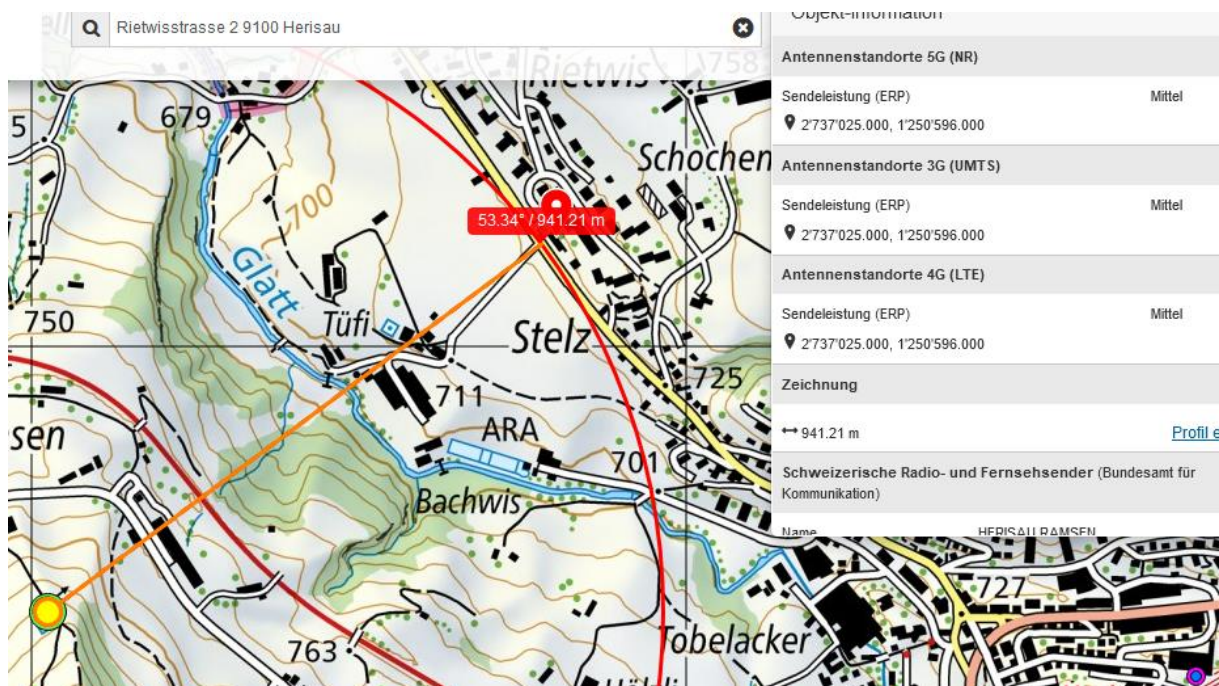 Rietwisstrasse 2 9100 Herisau
Objekt-Information
Antennenstandorte 5G (NR)
Sendeleistung (ERP) Mittel
2'737'025.000, 1'250'596.000
Antennenstandorte 3G (UMTS)
Sendeleistung (ERP) Mittel
2'737'025.000, 1'250'596.000
Antennenstandorte 4G (LTE)
Sendeleistung (ERP) Mittel
2'737'025.000, 1'250'596.000
Zeichnung
941.21 m Profil e
Schweizerische Radio- und Fernsehsender (Bundesamt für
Kommunikation)
Name HERISAU RAMSEN
Rietwis
758
679
5
Schochen
700
53.34° / 941.21 m
Glatt
750
Tüfi
Stelz
725
711
sen
ARA
701
Bachwis
727
763
Tobelacker